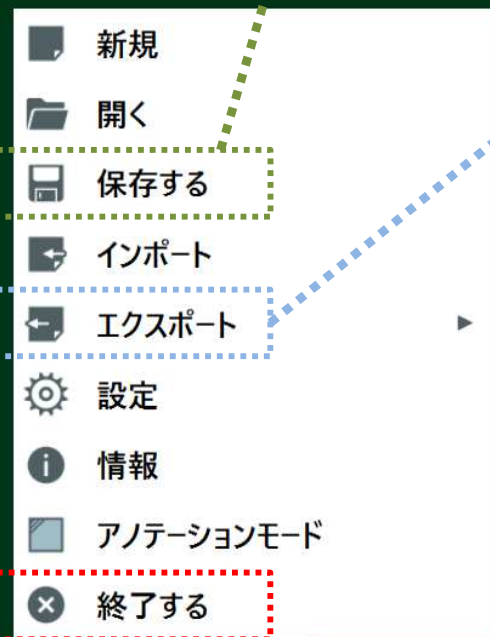 新規
開く
保存する
インポート
エクスポート
設定
情報
アノテーションモード
終了する